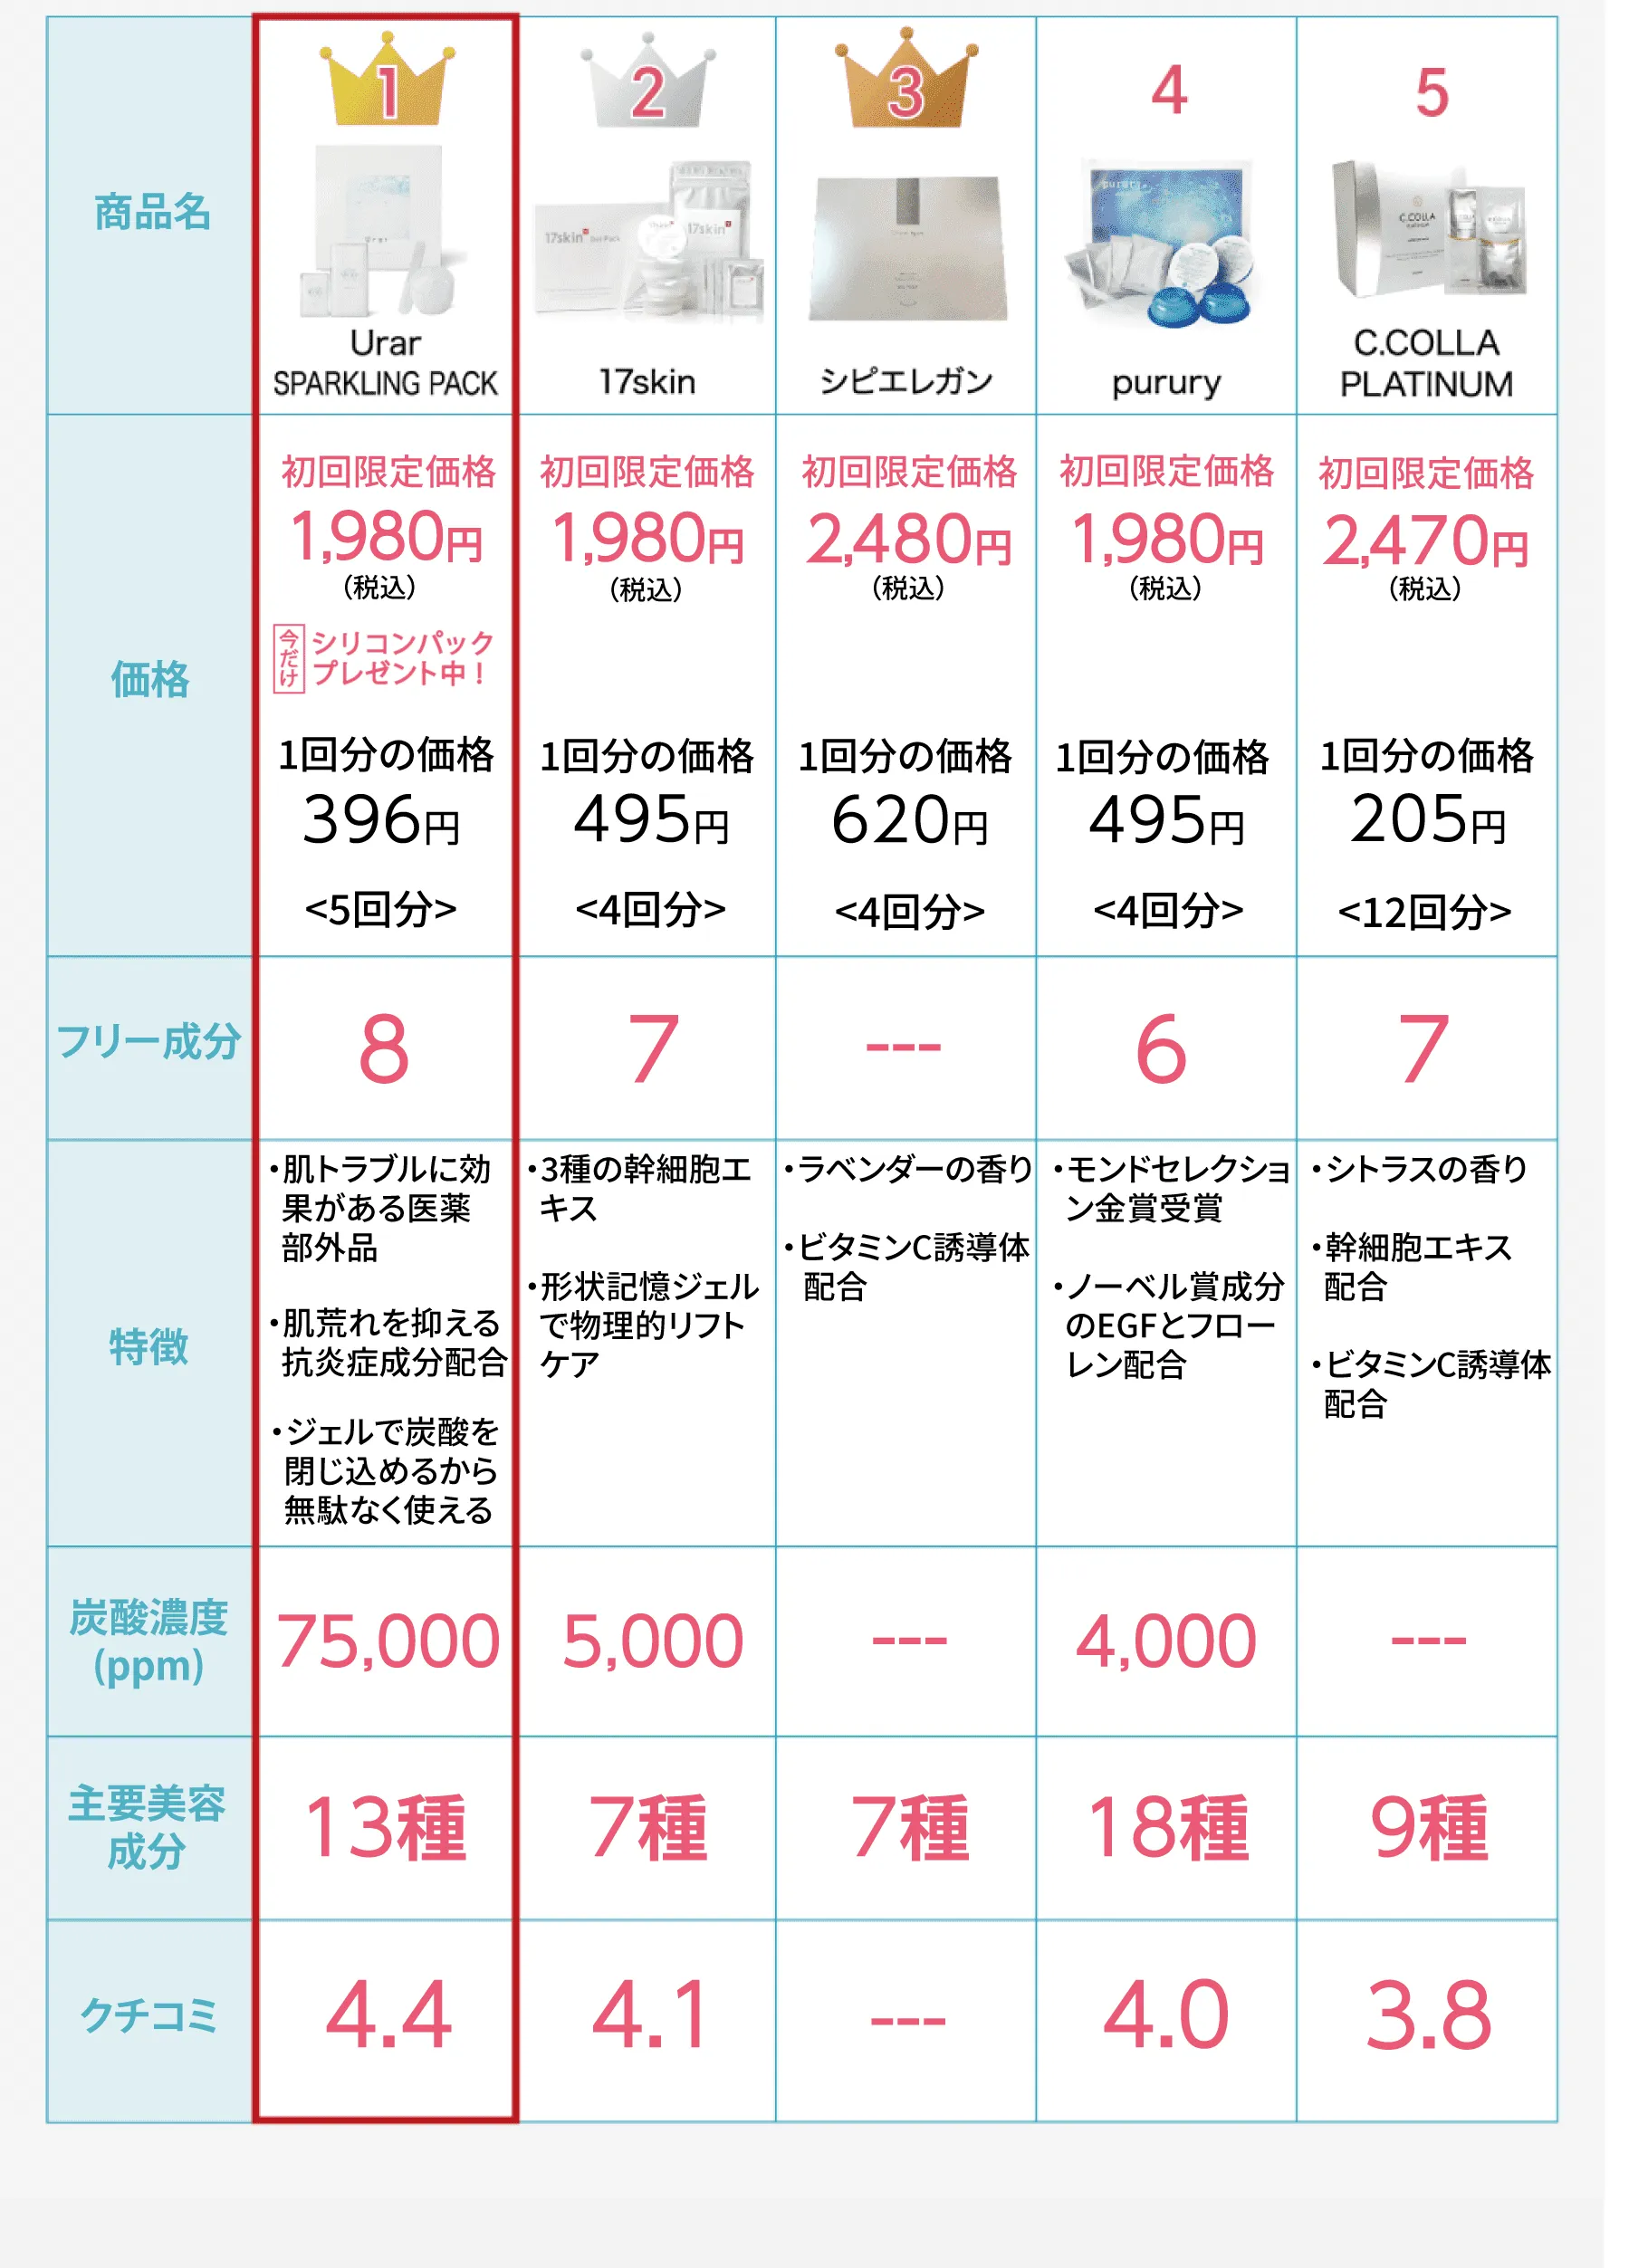 商品名
1
Urar
SPARKLING PACK
2
17skin
17skin
17skin
3
シピエレガン
4
purury
purury
5
C.COLLA
PLATINUM
C.COLLA
PLATINUM
価格
初回限定価格
1,980円
(税込)
今だけ
シリコンパック
プレゼント中！
1回分の価格
396円
<5回分>
初回限定価格
1,980円
(税込)
1回分の価格
495円
<4回分>
初回限定価格
2,480円
(税込)
1回分の価格
620円
<4回分>
初回限定価格
1,980円
(税込)
1回分の価格
495円
<4回分>
初回限定価格
2,470円
(税込)
1回分の価格
205円
<12回分>
フリー成分
8
7
---
6
7
特徴
・肌トラブルに効
果がある医薬
部外品
・肌荒れを抑える
抗炎症成分配合
・ジェルで炭酸を
閉じ込めるから
無駄なく使える
・3種の幹細胞エ
キス
・形状記憶ジェル
で物理的リフト
ケア
・ラベンダーの香り
・ビタミンC誘導体
配合
・モンドセレクショ
ン金賞受賞
・ノーベル賞成分
のEGFとフロー
レン配合
・シトラスの香り
・幹細胞エキス
配合
・ビタミンC誘導体
配合
炭酸濃度
(ppm)
75,000
5,000
---
4,000
---
主要美容
成分
13種
7種
7種
18種
9種
クチコミ
4.4
4.1
---
4.0
3.8